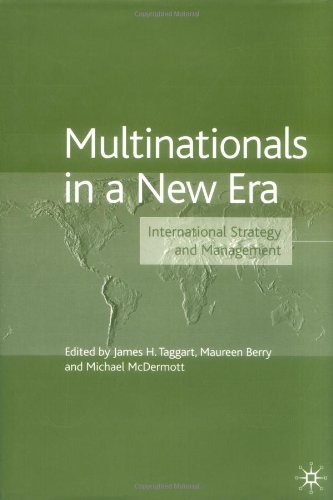 Multinationals
in a New Era
International Strategy
and Management
Edited by James H. Taggart, Maureen Berry
and Michael McDermott